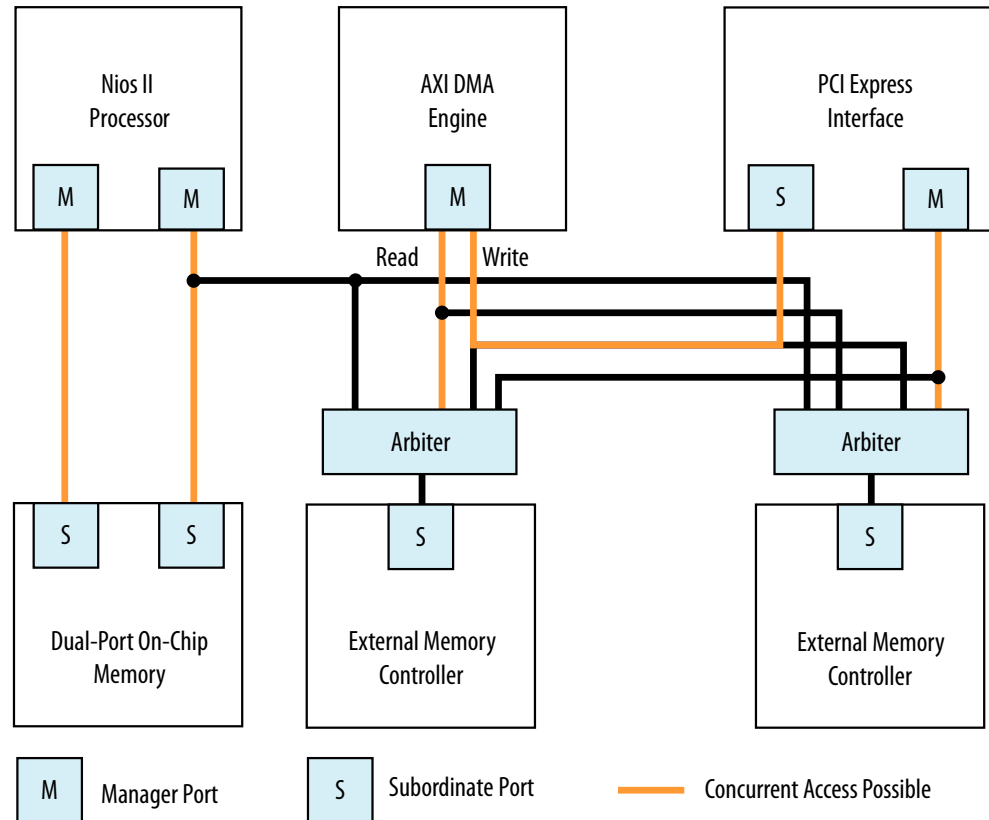 Nios II
Processor
M
M
AXI DMA
Engine
M
PCI Express
Interface
S
M
Read
Write
Arbiter
Arbiter
S
S
Dual-Port On-Chip
Memory
S
External Memory
Controller
S
External Memory
Controller
M
Manager Port
S
Subordinate Port
Concurrent Access Possible